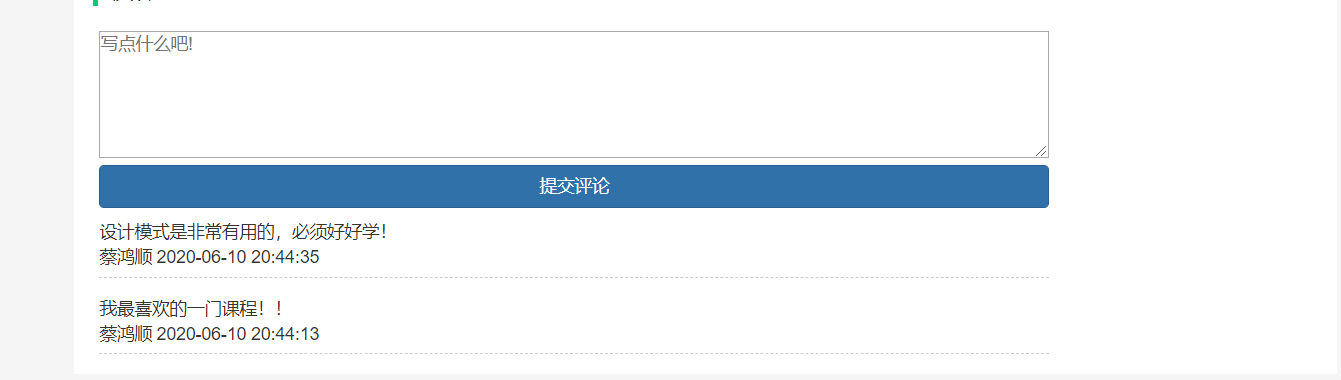 写点什么吧!
提交评论
设计模式是非常有用的，必须好好学！
蔡鸿顺 2020-06-10 20:44:35
我最喜欢的一门课程！！
蔡鸿顺 2020-06-10 20:44:13